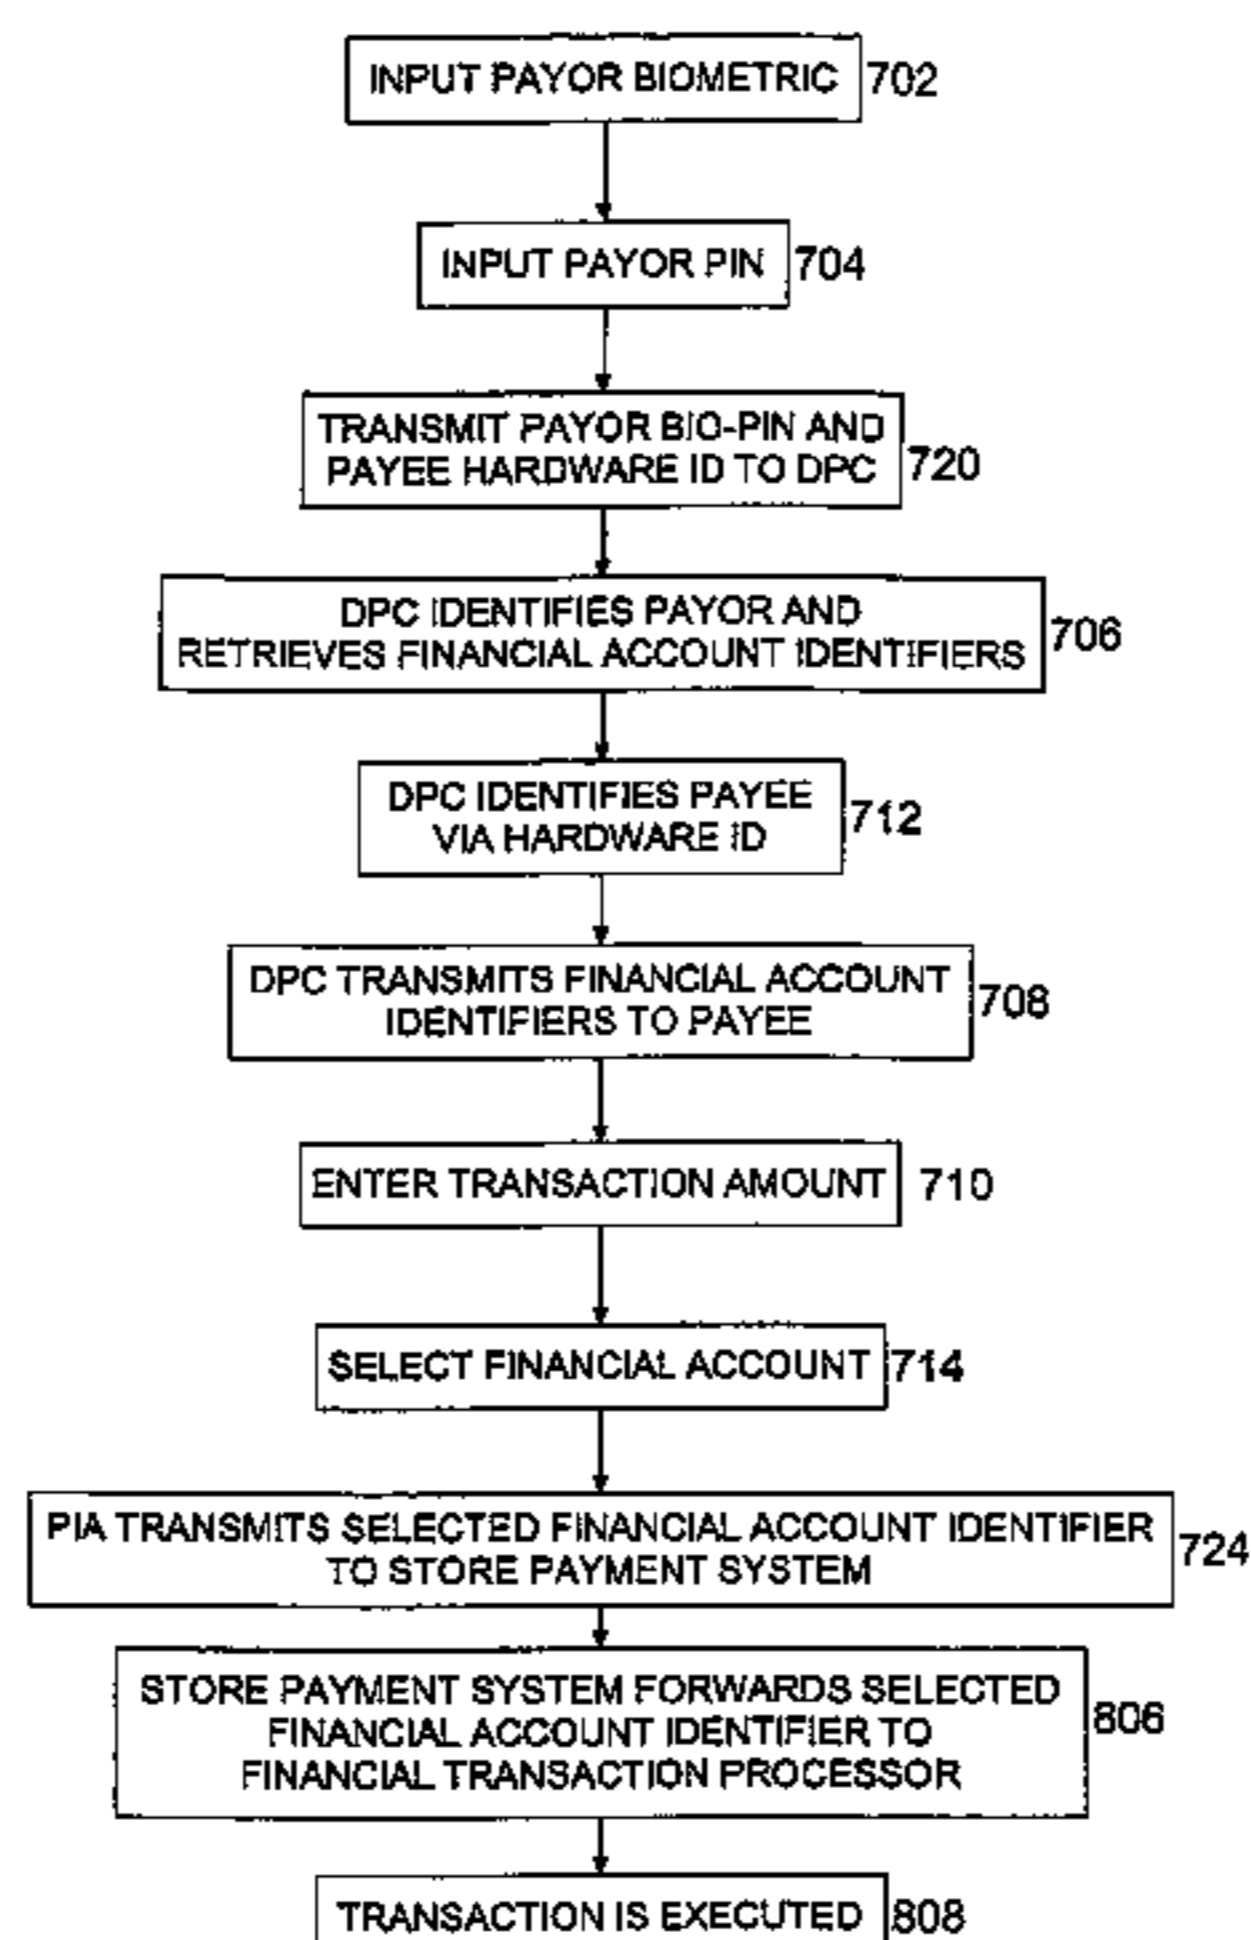 INPUT PAYOR BIOMETRIC 702
INPUT PAYOR PIN 704
TRANSMIT PAYOR BIO-PIN AND
PAYEE HARDWARE ID TO DPC 720
DPC IDENTIFIES PAYOR AND
RETRIEVES FINANCIAL ACCOUNT IDENTIFIERS 706
DPC IDENTIFIES PAYEE
VIA HARDWARE ID 712
DPC TRANSMITS FINANCIAL ACCOUNT
IDENTIFIERS TO PAYEE 708
ENTER TRANSACTION AMOUNT 710
SELECT FINANCIAL ACCOUNT 714
PIA TRANSMITS SELECTED FINANCIAL ACCOUNT IDENTIFIER
TO STORE PAYMENT SYSTEM 724
STORE PAYMENT SYSTEM FORWARDS SELECTED
FINANCIAL ACCOUNT IDENTIFIER TO 806
FINANCIAL TRANSACTION PROCESSOR
TRANSACTION IS EXECUTED 808